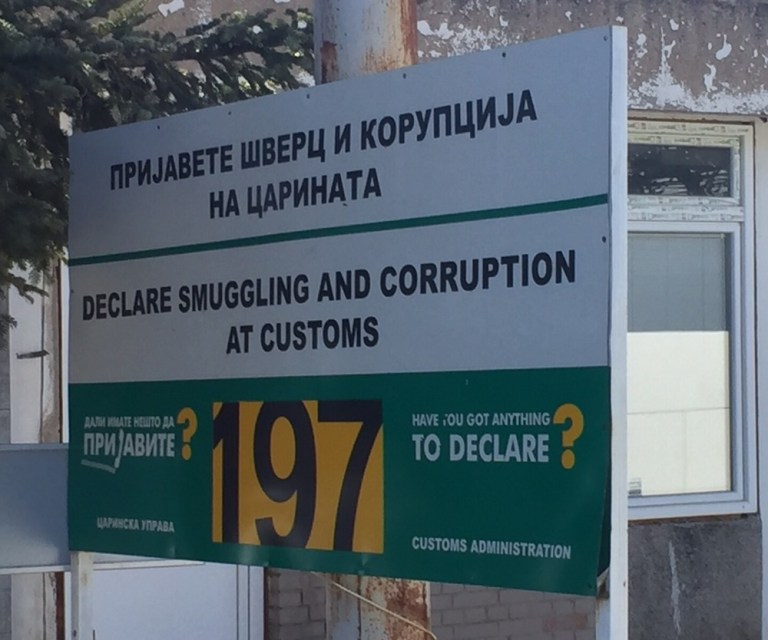 ПРИЈАВЕТЕ ШВЕРЦ И КОРУПЦИЈА
НА ЦАРИНАТА
DECLARE SMUGGLING AND CORRUPTION
AT CUSTOMS
ДАЛИ ИМАТЕ НЕШТО ДА
ПРИЈАВИТЕ?
197
HAVE YOU GOT ANYTHING
TO DECLARE?
ЦАРИНСКА УПРАВА
CUSTOMS ADMINISTRATION